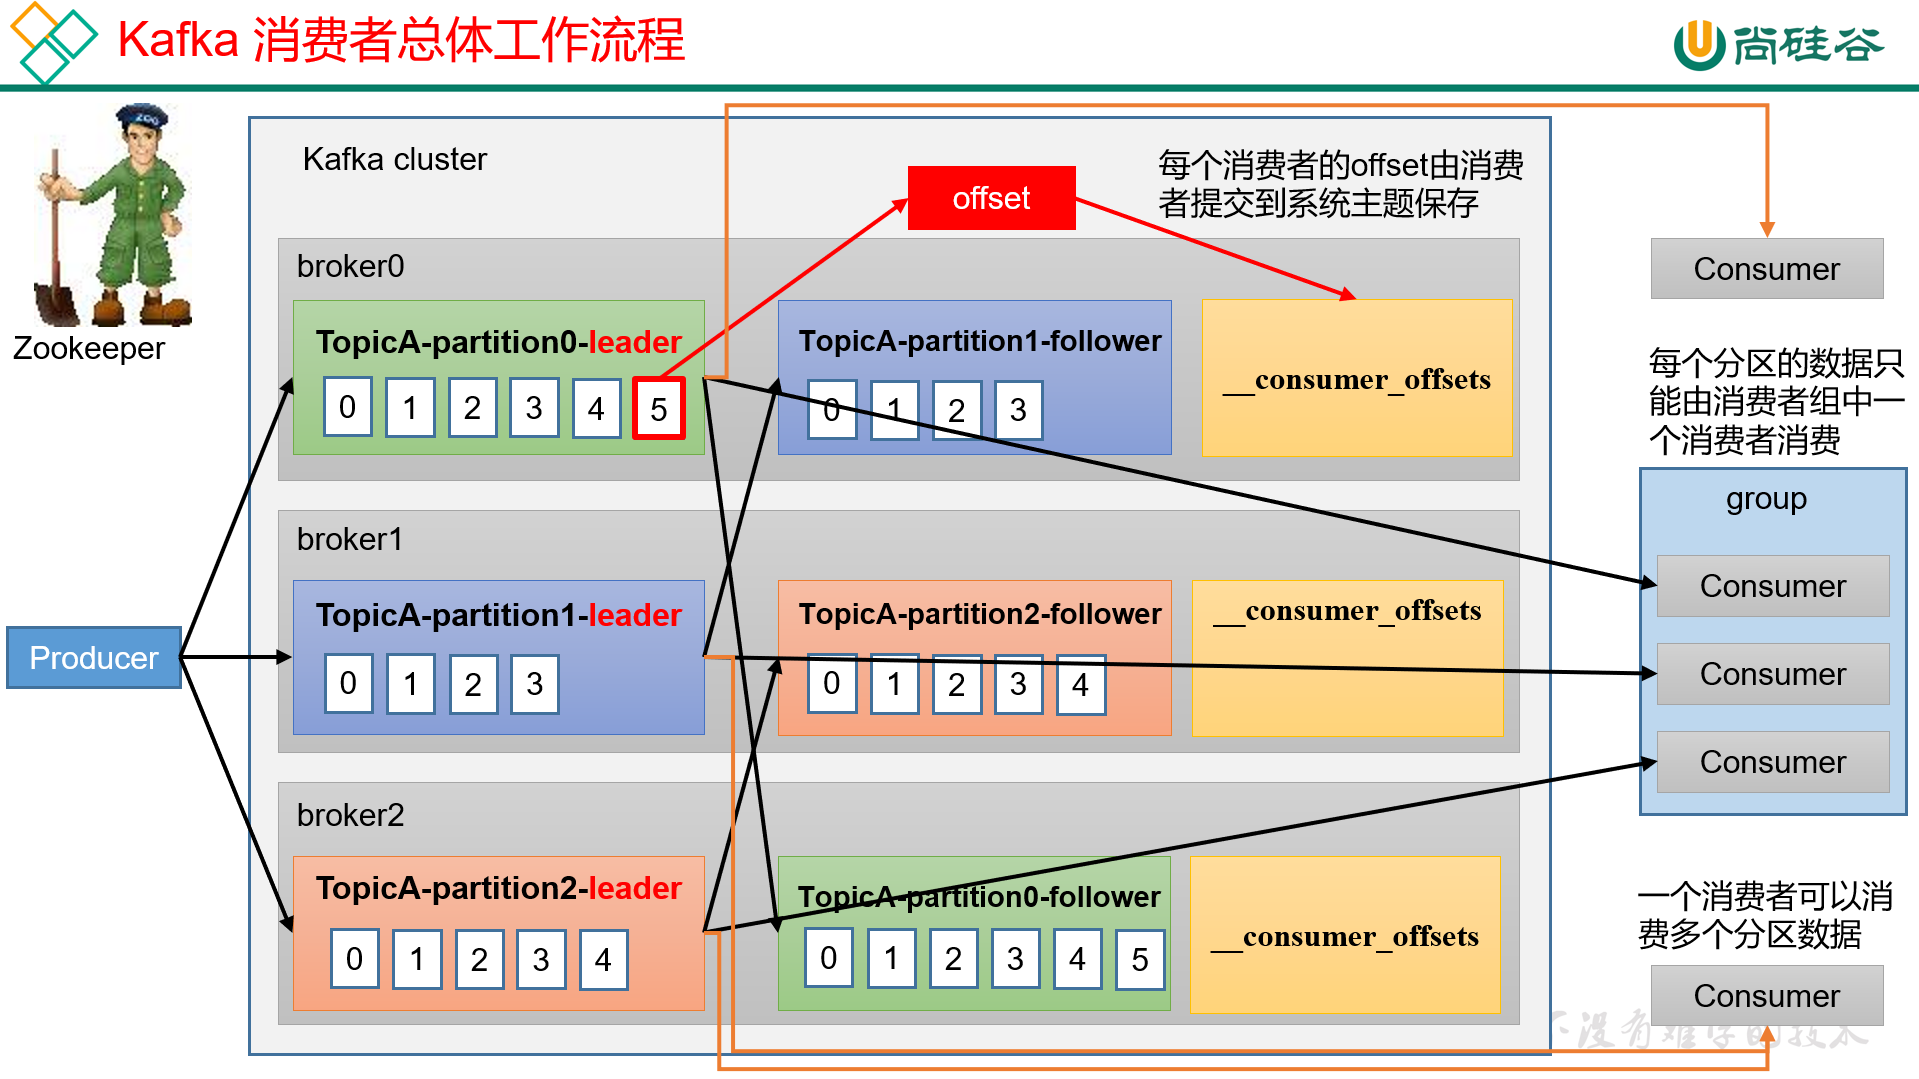 Kafka 消费者总体工作流程
尚硅谷
ZOO
Zookeeper
Kafka cluster
offset
每个消费者的offset由消费
者提交到系统主题保存
Consumer
broker0
TopicA-partition0-leader
0 1 2 3 4 5
TopicA-partition1-follower
0 1 2 3
__consumer_offsets
每个分区的数据只
能由消费者组中一
个消费者消费
group
Consumer
Consumer
Consumer
broker1
TopicA-partition1-leader
0 1 2 3
TopicA-partition2-follower
0 1 2 3 4
__consumer_offsets
Producer
broker2
TopicA-partition2-leader
0 1 2 3 4
TopicA-partition0-follower
0 1 2 3 4 5
__consumer_offsets
一个消费者可以消
费多个分区数据
Consumer
下没有难学的技术